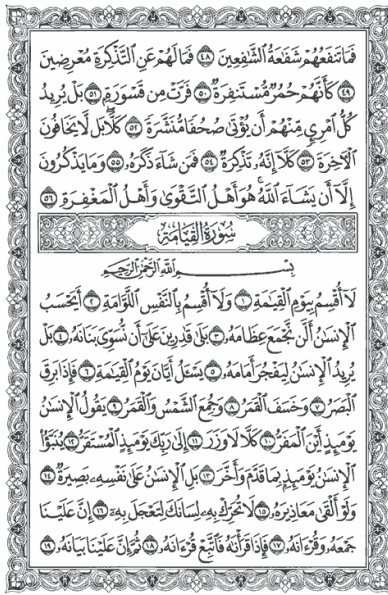 فَمَا تَنفَعُهُمْ شَفَٰعَةُ ٱلشَّٰفِعِينَ ٤٨ فَمَا لَهُمْ عَنِ ٱلتَّذْكِرَةِ مُعْرِضِينَ
٤٩ كَأَنَّهُمْ حُمُرٌ مُّسْتَنفِرَةٌ ٥٠ فَرَّتْ مِن قَسْوَرَةٍۭ ٥١ بَلْ يُرِيدُ
كُلُّ ٱمْرِئٍ مِّنْهُمْ أَن يُؤْتَىٰ صُحُفًا مُّنَشَّرَةً ٥٢ كَلَّا بَل لَّا يَخَافُونَ
ٱلْأٓخِرَةَ ٥٣ كَلَّآ إِنَّهُۥ تَذْكِرَةٌ ٥٤ فَمَن شَآءَ ذَكَرَهُۥ ٥٥ وَمَا يَذْكُرُونَ
إِلَّآ أَن يَشَآءَ ٱللَّهُ هُوَ أَهْلُ ٱلتَّقْوَىٰ وَأَهْلُ ٱلْمَغْفِرَةِ ٥٦
سُورَةُ القِيَامَةِ
بِسْمِ ٱللَّهِ ٱلرَّحْمَٰنِ ٱلرَّحِيمِ
لَآ أُقْسِمُ بِيَوْمِ ٱلْقِيَٰمَةِ ١ وَلَآ أُقْسِمُ بِٱلنَّفْسِ ٱللَّوَّامَةِ ٢ أَيَحْسَبُ
ٱلْإِنسَٰنُ أَلَّن نَّجْمَعَ عِظَامَهُۥ ٣ بَلَىٰ قَٰدِرِينَ عَلَىٰٓ أَن نُّسَوِّىَ بَنَانَهُۥ ٤ بَلْ
يُرِيدُ ٱلْإِنسَٰنُ لِيَفْجُرَ أَمَامَهُۥ ٥ يَسْـَٔلُ أَيَّانَ يَوْمُ ٱلْقِيَٰمَةِ ٦ فَإِذَا بَرِقَ
ٱلْبَصَرُ ٧ وَخَسَفَ ٱلْقَمَرُ ٨ وَجُمِعَ ٱلشَّمْسُ وَٱلْقَمَرُ ٩ يَقُولُ ٱلْإِنسَٰنُ
يَوْمَئِذٍ أَيْنَ ٱلْمَفَرُّ ١٠ كَلَّا لَا وَزَرَ ١١ إِلَىٰ رَبِّكَ يَوْمَئِذٍ ٱلْمُسْتَقَرُّ ١٢ يُنَبَّؤُا۟
ٱلْإِنسَٰنُ يَوْمَئِذٍۭ بِمَا قَدَّمَ وَأَخَّرَ ١٣ بَلِ ٱلْإِنسَٰنُ عَلَىٰ نَفْسِهِۦ بَصِيرَةٌ ١٤
وَلَوْ أَلْقَىٰ مَعَاذِيرَهُۥ ١٥ لَا تُحَرِّكْ بِهِۦ لِسَانَكَ لِتَعْجَلَ بِهِۦٓ ١٦ إِنَّ عَلَيْنَا
جَمْعَهُۥ وَقُرْءَانَهُۥ ١٧ فَإِذَا قَرَأْنَٰهُ فَٱتَّبِعْ قُرْءَانَهُۥ ١٨ ثُمَّ إِنَّ عَلَيْنَا بَيَانَهُۥ ١٩